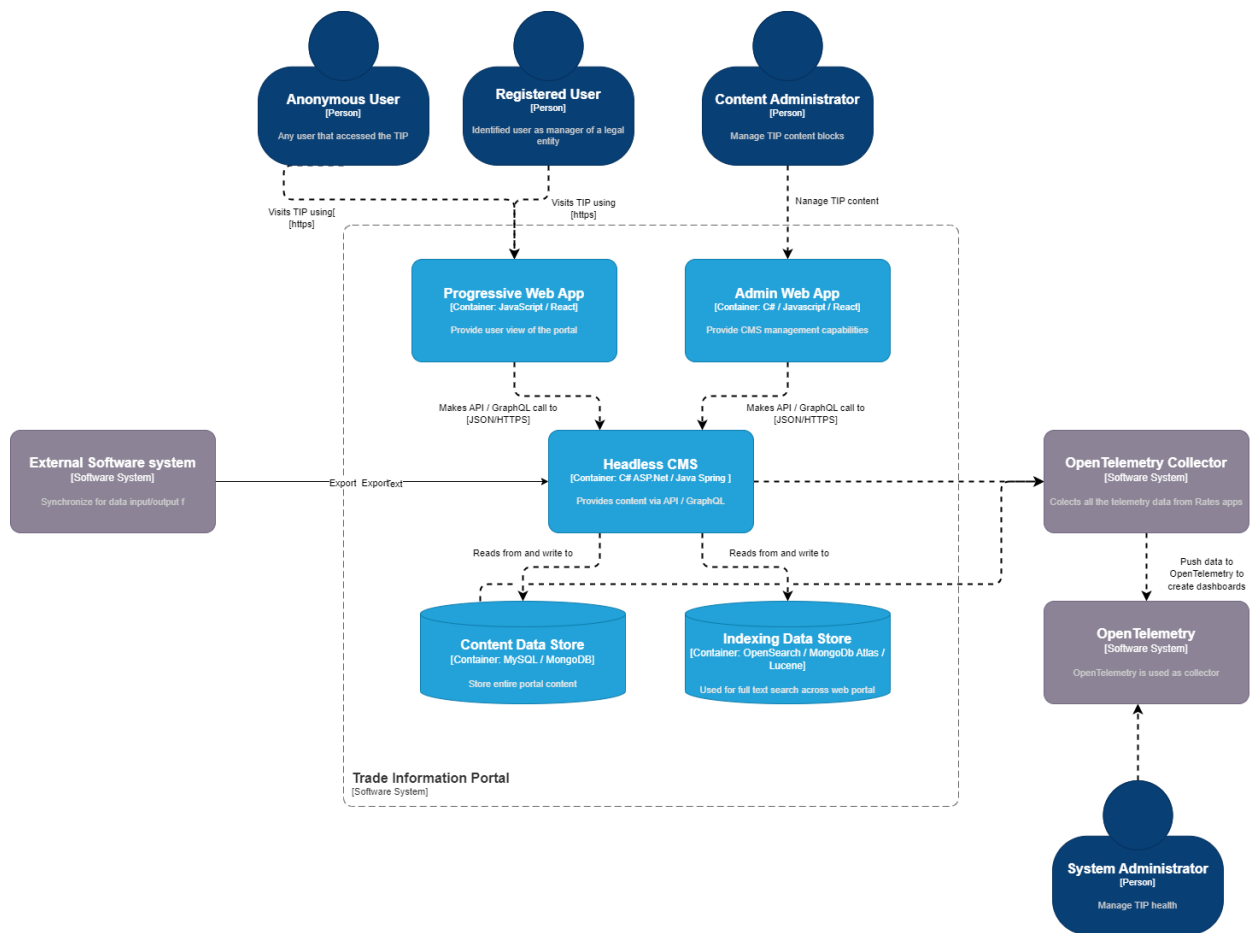 Anonymous User
[Person]
Any user that accessed the TIP
Registered User
[Person]
Identified user as manager of a legal
entity
Content Administrator
[Person]
Manage TIP content blocks
Visits TIP using[
[https]
Visits TIP using
[https]
Nanage TIP content
Progressive Web App
[Container: JavaScript / React]
Provide user view of the portal
Admin Web App
[Container: C# / Javascript / React]
Provide CMS management capabilities
Makes API / GraphQL call to
[JSON/HTTPS]
Makes API / GraphQL call to
[JSON/HTTPS]
External Software system
[Software System]
Synchronize for data input/output f
Export Export
Text
Headless CMS
[Container: C# ASP.Net / Java Spring ]
Provides content via API / GraphQL
OpenTelemetry Collector
[Software System]
Colects all the telemetry data from Rates apps
Reads from and write to
Reads from and write to
Push data to
OpenTelemetry to
create dashboards
Content Data Store
[Container: MySQL / MongoDB]
Store entire portal content
Indexing Data Store
[Container: OpenSearch / MongoDb Atlas /
Lucene]
Used for full text search across web portal
OpenTelemetry
[Software System]
OpenTelemetry is used as collector
Trade Information Portal
[Software System]
System Administrator
[Person]
Manage TIP health